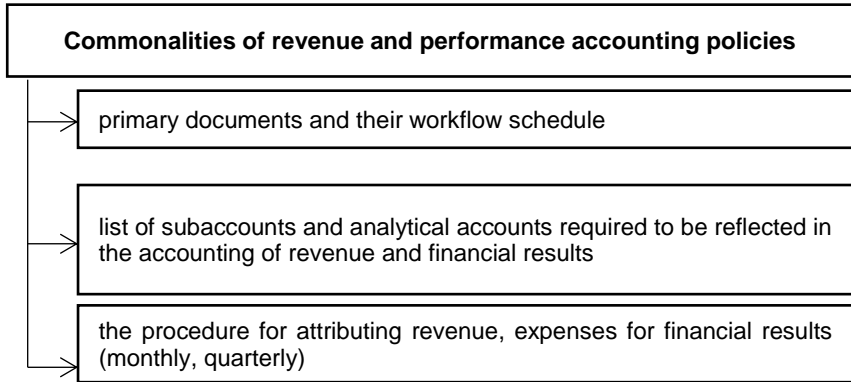 Commonalities of revenue and performance accounting policies
primary documents and their workflow schedule
list of subaccounts and analytical accounts required to be reflected in
the accounting of revenue and financial results
the procedure for attributing revenue, expenses for financial results
(monthly, quarterly)